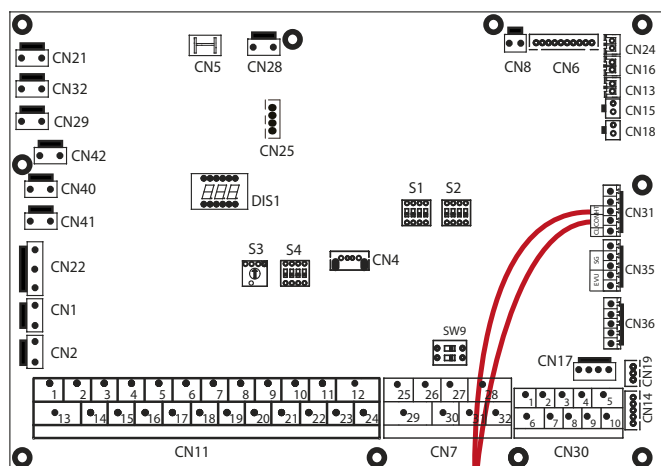 CN21
CN32
CN29
CN42
CN40
CN41
CN22
CN1
CN2
CN5
CN28
CN25
DIS1
S1 S2
S3 S4
CN4
SW9
CN8 CN6
CN24
CN16
CN13
CN15
CN18
CN31
SG
EVU
CN35
CN36
CN17
CN19
CN14
1 2 3 4 5 6 7 8 9 10 11 12
13 14 15 16 17 18 19 20 21 22 23 24
CN11
25 26 27 28
29 30 31 32
CN7
1 2 3 4 5
6 7 8 9 10
CN30